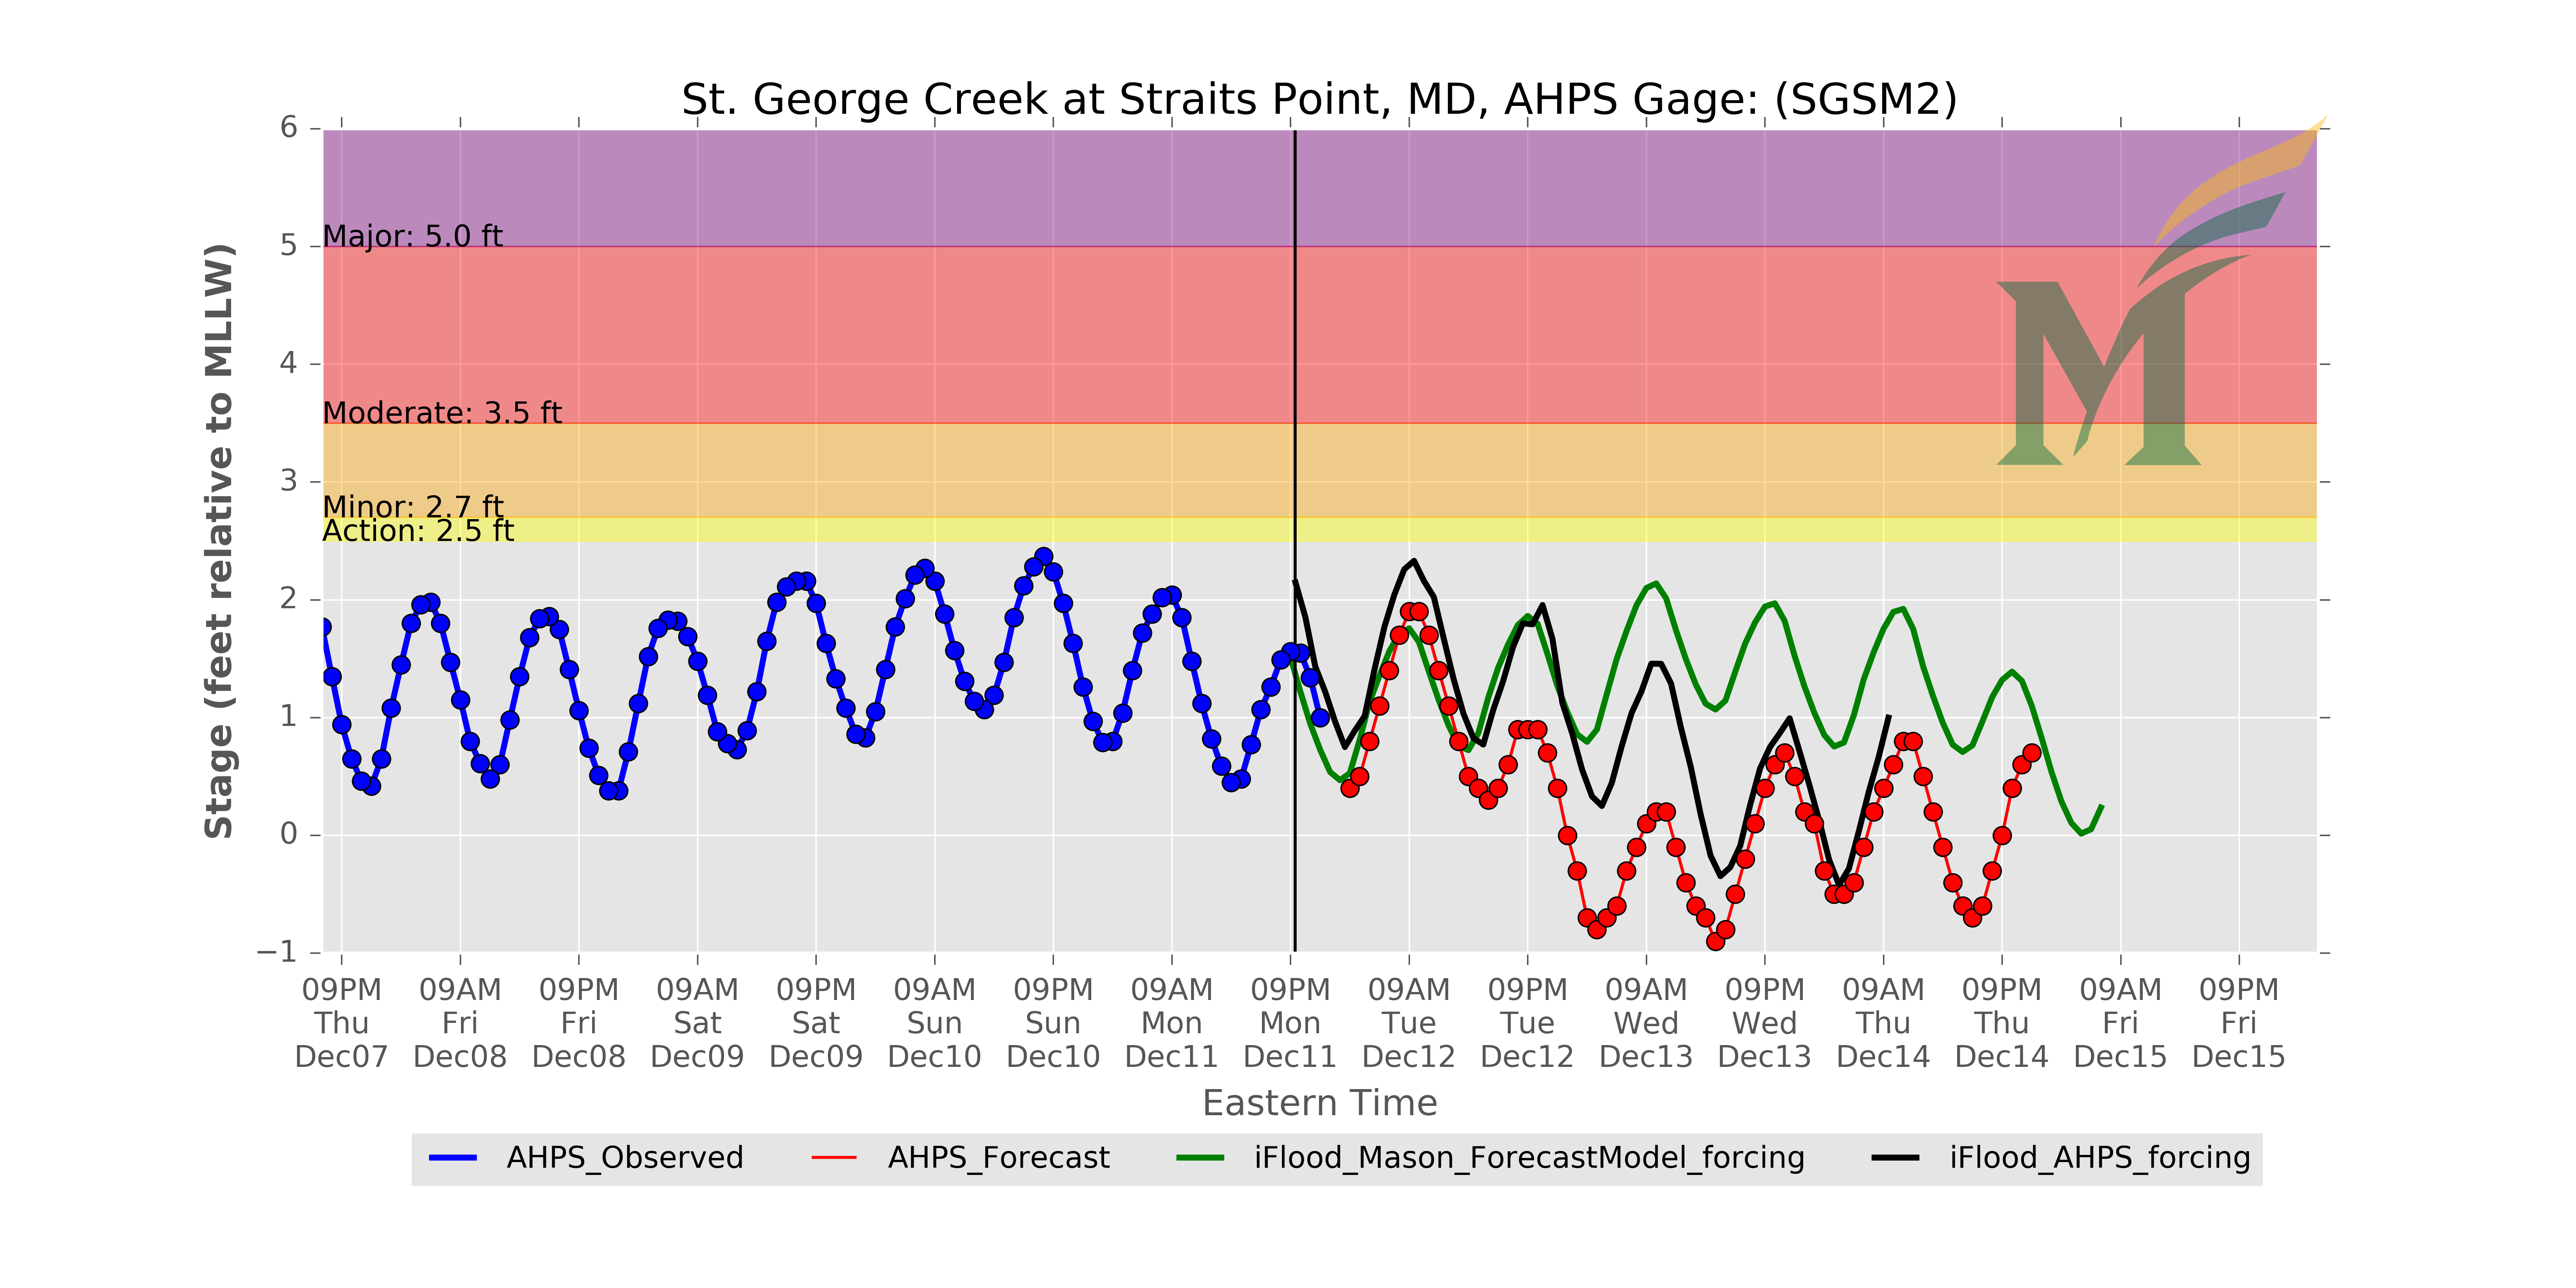 St. George Creek at Straits Point, MD, AHPS Gage: (SGSM2)
Stage (feet relative to MLLW)
6
5
4
3
2
1
0
−1
Major: 5.0 ft
Moderate: 3.5 ft
Minor: 2.7 ft
Action: 2.5 ft
09PM 09AM 09PM 09AM 09PM 09AM 09PM 09AM 09PM 09AM 09PM 09AM 09PM 09AM 09PM 09AM 09PM
Thu Fri Fri Sat Sat Sun Sun Mon Mon Tue Tue Wed Wed Thu Thu Fri Fri
Dec07 Dec08 Dec08 Dec09 Dec09 Dec10 Dec10 Dec11 Dec11 Dec12 Dec12 Dec13 Dec13 Dec14 Dec14 Dec15 Dec15
Eastern Time
AHPS_Observed AHPS_Forecast iFlood_Mason_ForecastModel_forcing iFlood_AHPS_forcing
M